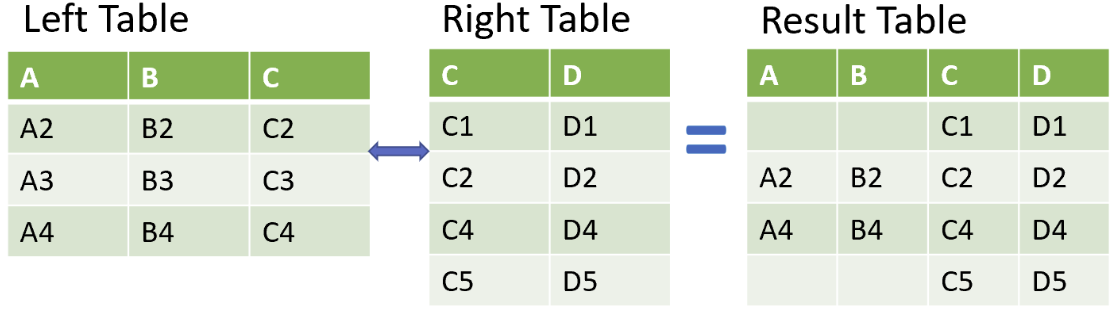 Left Table Right Table Result Table
A B C C D A B C D
A2 B2 C2 C1 D1 C1 D1
A3 B3 C3 C2 D2 A2 B2 C2 D2
A4 B4 C4 C4 D4 A4 B4 C4 D4
C5 D5 C5 D5